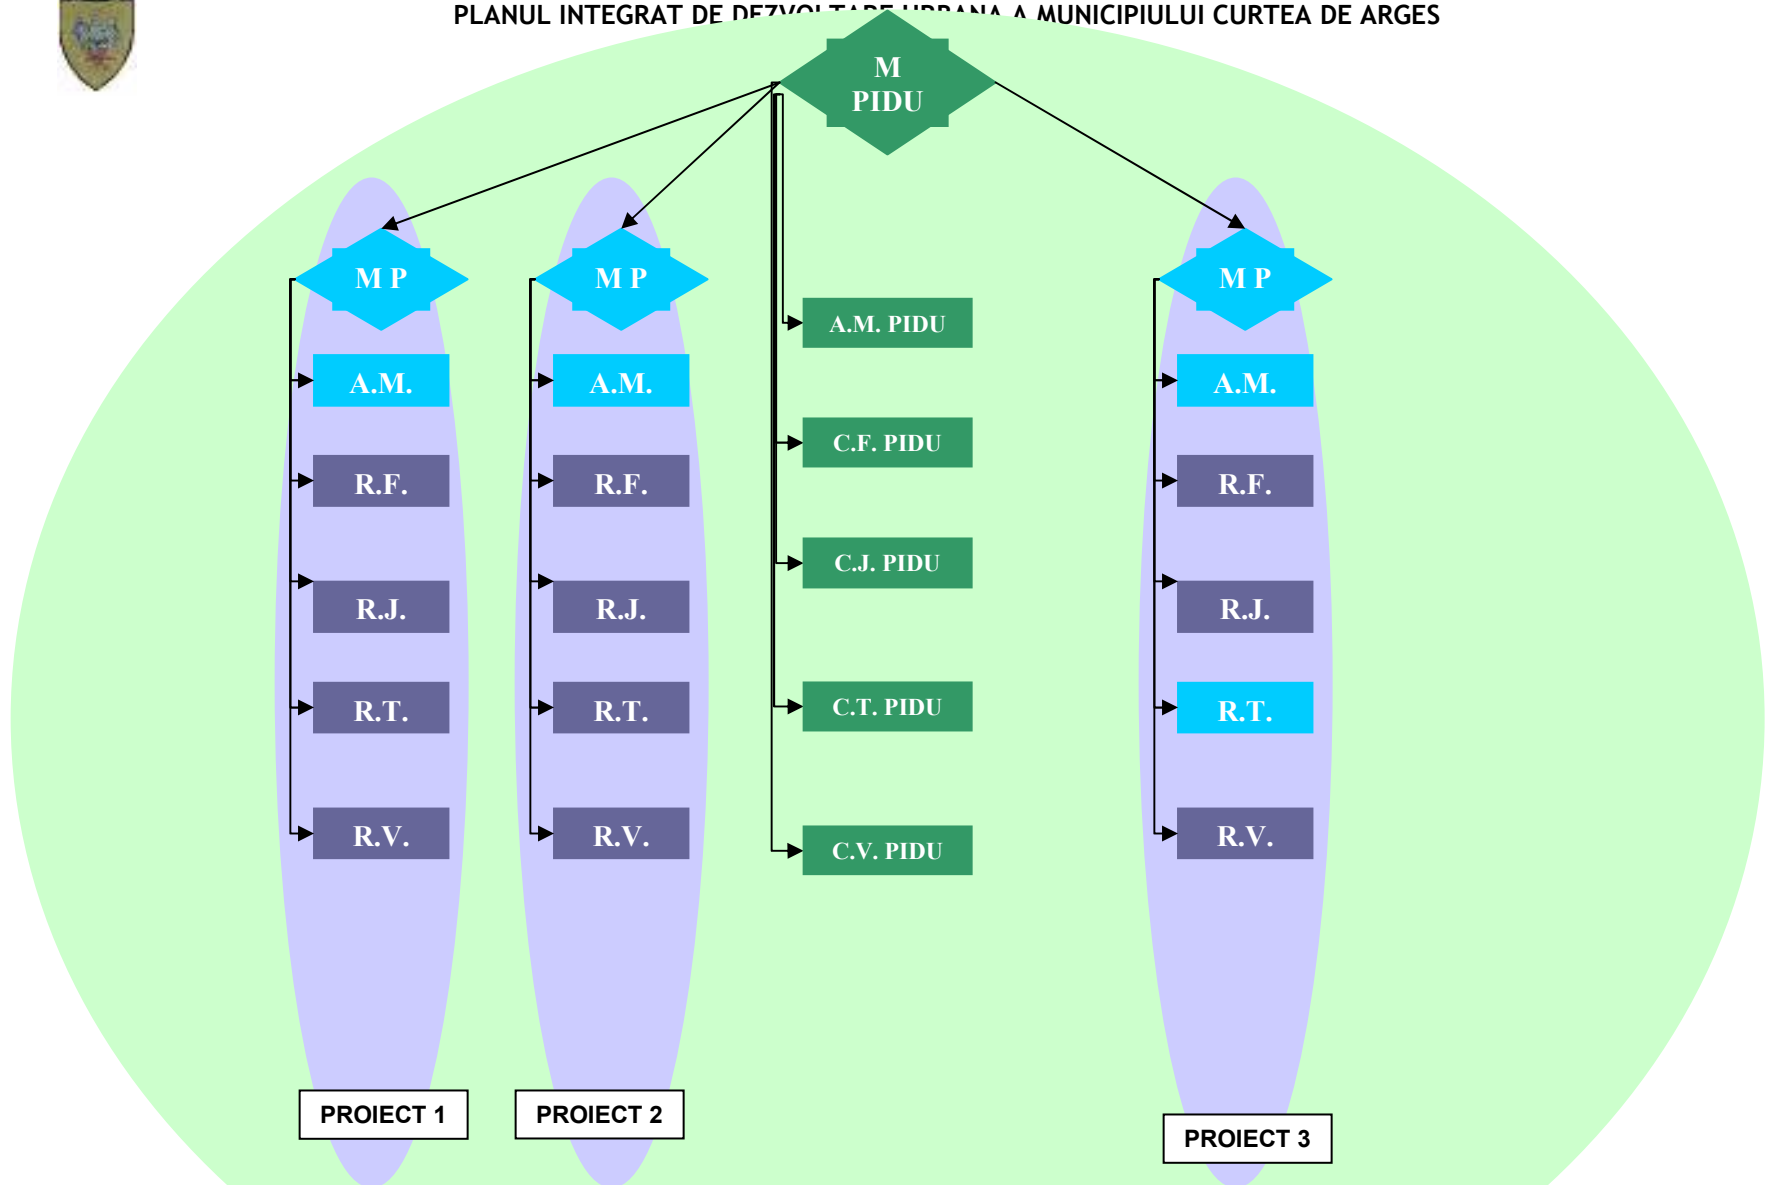 PLANUL INTEGRAT DE DEZVOLTARE URBANA A MUNICIPIULUI CURTEA DE ARGES
M
PIDU
M P
M P
M P
A.M. PIDU
A.M.
A.M.
A.M.
C.F. PIDU
R.F.
R.F.
R.F.
C.J. PIDU
R.J.
R.J.
R.J.
C.T. PIDU
R.T.
R.T.
R.T.
R.V.
R.V.
R.V.
C.V. PIDU
PROIECT 1
PROIECT 2
PROIECT 3